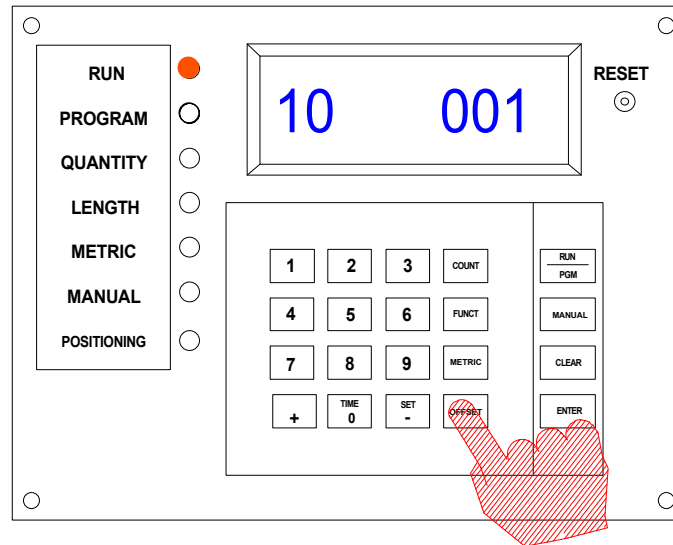 RUN
PROGRAM
QUANTITY
LENGTH
METRIC
MANUAL
POSITIONING
10 001
RESET
1 2 3 COUNT
4 5 6 FUNCT
7 8 9 METRIC
TIME SET
+ 0 - OFFSET
RUN
PGM
MANUAL
CLEAR
ENTER